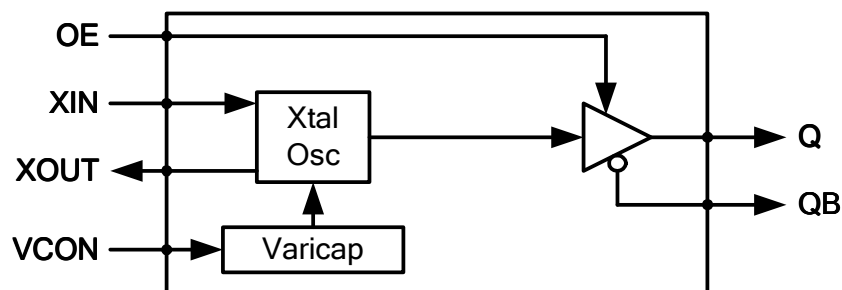 OE
XIN
Xtal
Osc
Q
XOUT
QB
VCON
Varicap